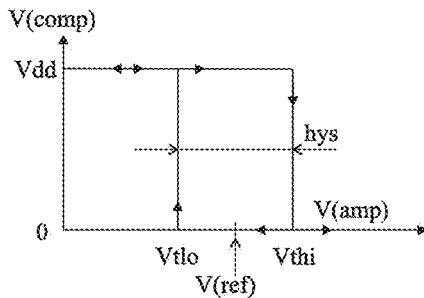 V(comp)
Vdd
hys
V(amp)
0
Vtlo
Vthi
V(ref)